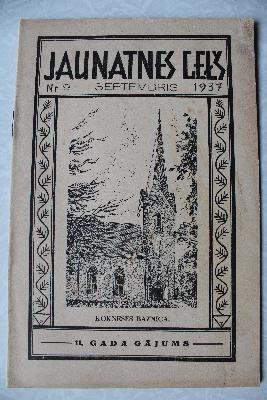 JAUNATNES CEĻŠ
Nr 9 SEPTEMBRIS 1937
KOKNESES BAZNĪCA.
11. GADA GĀJUMS